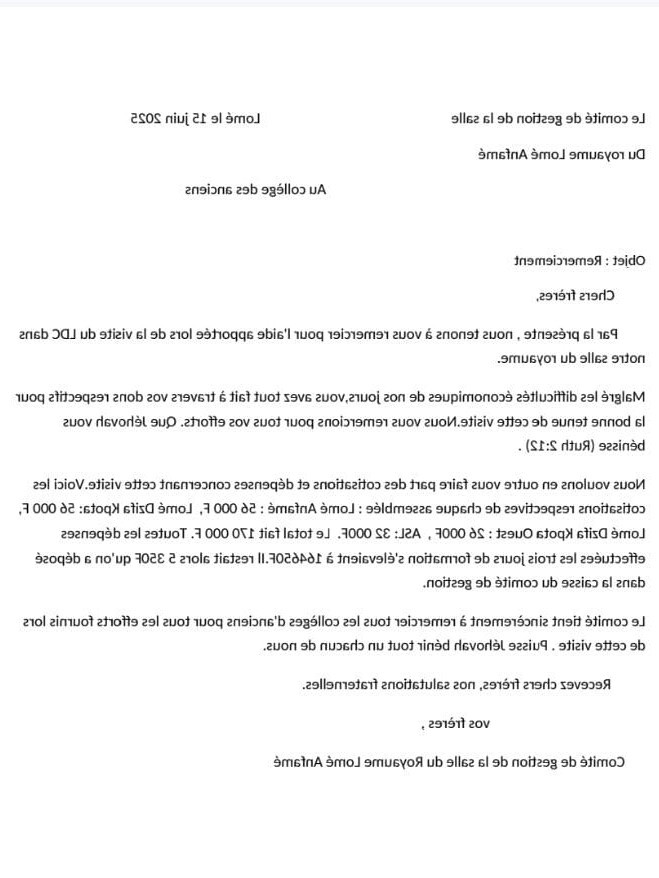 Le comité de gestion de la salle Lomé le 15 juin 2025
Du royaume Lomé Anfamé
Au collège des anciens
Objet : Remerciement
Chers frères,
Par la présente , nous tenons à vous remercier pour l'aide apportée lors de la visite du LDC dans
notre salle du royaume.
Malgré les difficultés économiques de nos jours,vous avez tout fait à travers vos dons respectifs pour
la bonne tenue de cette visite.Nous vous remercions pour tous vos efforts. Que Jéhovah vous
bénisse (Ruth 2:12) .
Nous voulons en outre vous faire part des cotisations et dépenses concernant cette visite.Voici les
cotisations respectives de chaque assemblée : Lomé Anfamé : 56 000 F, Lomé Dzifa Kpota: 56 000 F,
Lomé Dzifa Kpota Ouest : 26 000F , ASL: 32 000F. Le total fait 170 000 F. Toutes les dépenses
effectuées les trois jours de formation s'élevaient à 164650F.Il restait alors 5 350F qu'on a déposé
dans la caisse du comité de gestion.
Le comité tient sincèrement à remercier tous les collèges d'anciens pour tous les efforts fournis lors
de cette visite . Puisse Jéhovah bénir tout un chacun de nous.
Recevez chers frères, nos salutations fraternelles.
vos frères ,
Comité de gestion de la salle du Royaume Lomé Anfamé